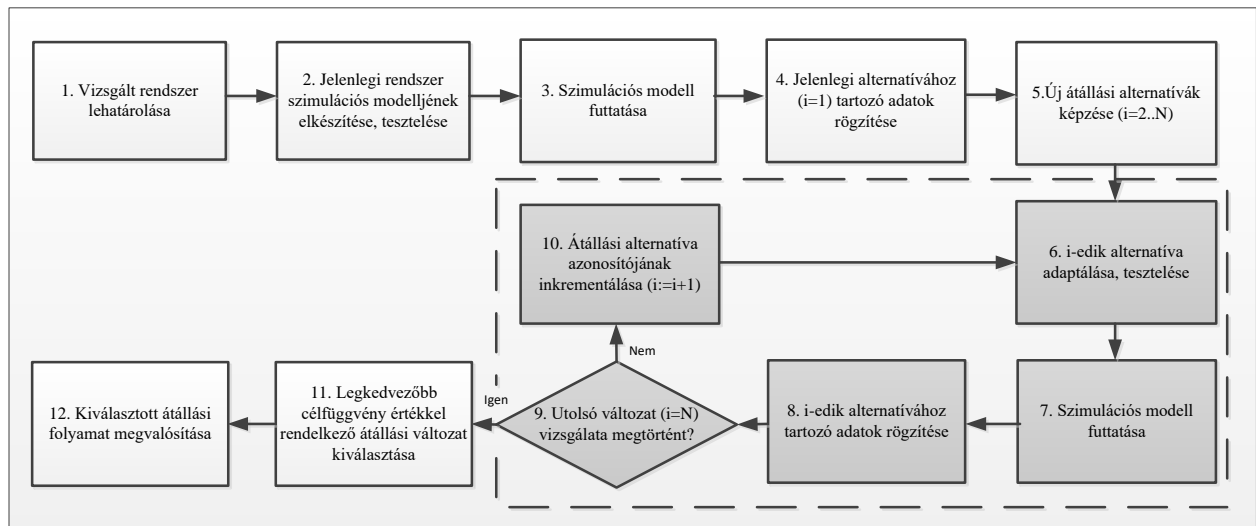 1. Vizsgált rendszer
lehatárolása
2. Jelenlegi rendszer
szimulációs modelljének
elkészítése, tesztelése
3. Szimulációs modell
futtatása
4. Jelenlegi alternatívához
(i=1) tartozó adatok
rögzítése
5.Új átállási alternatívák
képzése (i=2..N)
6. i-edik alternatíva
adaptálása, tesztelése
7. Szimulációs modell
futtatása
8. i-edik alternatívához
tartozó adatok rögzítése
9. Utolsó változat (i=N)
vizsgálata megtörtént?
Nem
10. Átállási alternatíva
azonosítójának
inkrementálása (i:=i+1)
Igen
11. Legkedvezőbb
célfüggvény értékkel
rendelkező átállási változat
kiválasztása
12. Kiválasztott átállási
folyamat megvalósítása